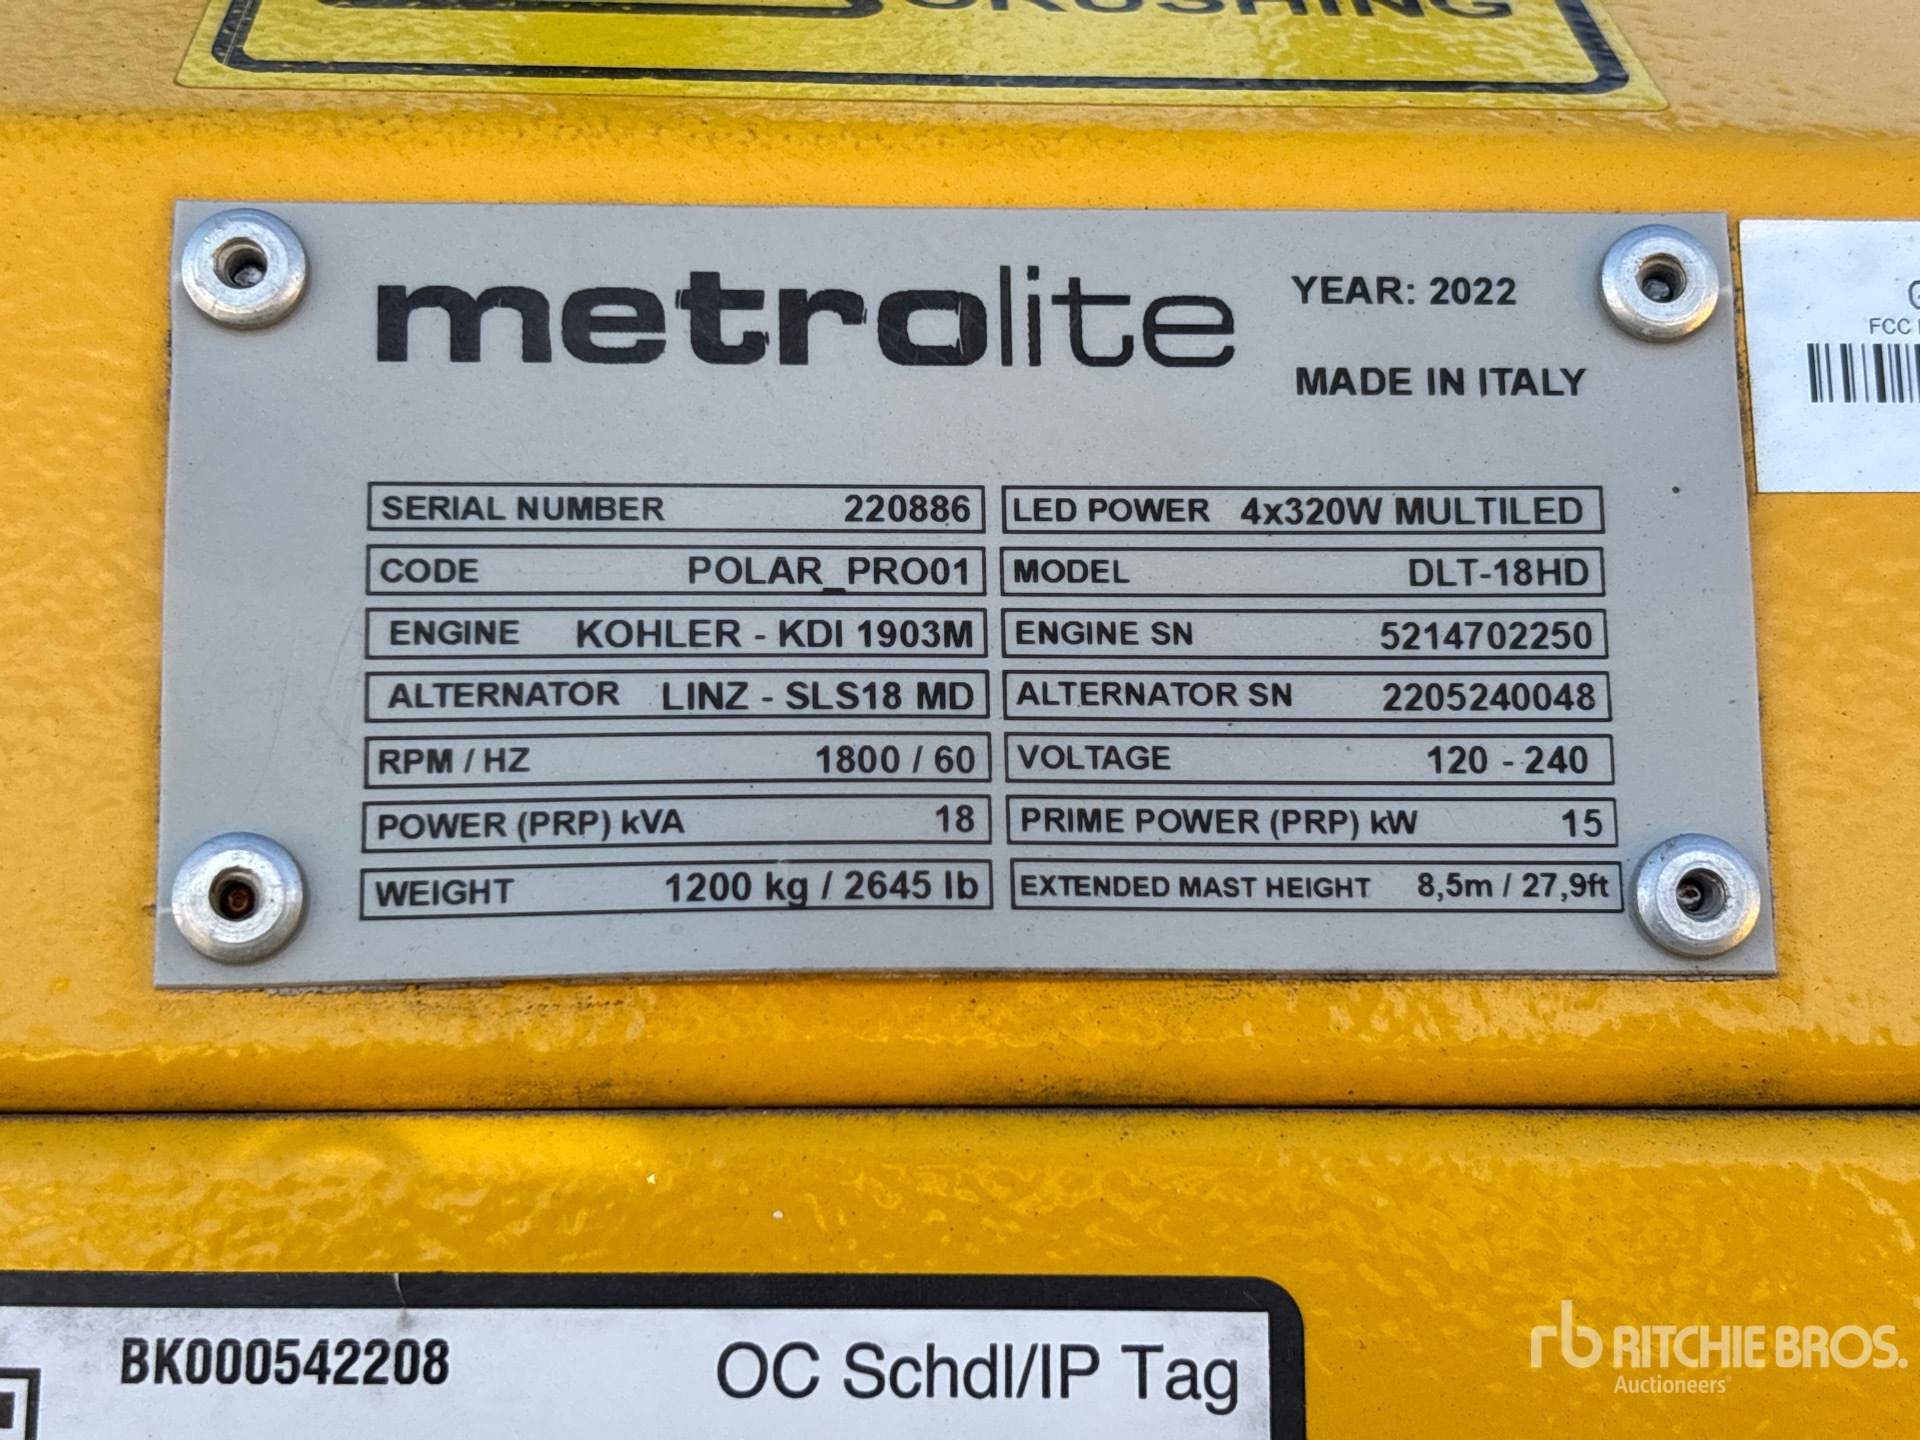 CRUSHING
metrolite
YEAR: 2022
MADE IN ITALY
SERIAL NUMBER 220886
LED POWER 4x320W MULTILED
CODE POLAR_PRO01
MODEL DLT-18HD
ENGINE KOHLER - KDI 1903M
ENGINE SN 5214702250
ALTERNATOR LINZ - SLS18 MD
ALTERNATOR SN 2205240048
RPM / HZ 1800 / 60
VOLTAGE 120 - 240
POWER (PRP) kVA 18
PRIME POWER (PRP) kW 15
WEIGHT 1200 kg / 2645 lb
EXTENDED MAST HEIGHT 8,5m / 27,9ft
FCC
BK000542208
OC Schdl/IP Tag
rb RITCHIE BROS.
Auctioneers